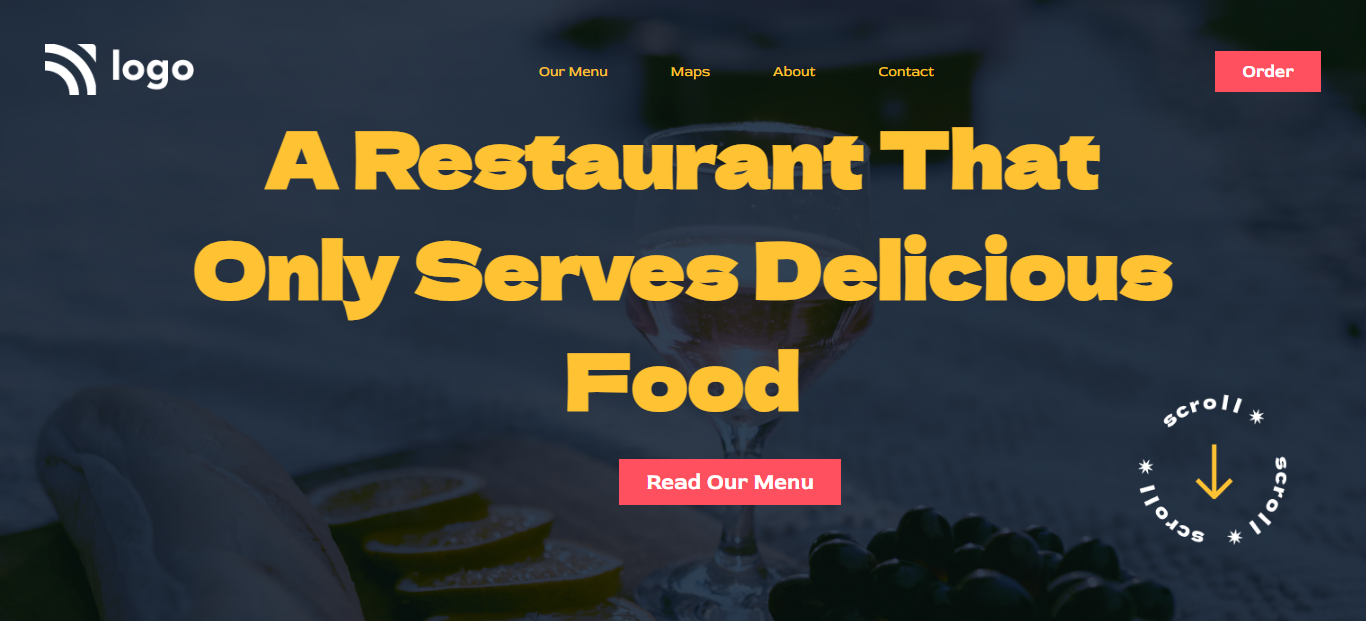 logo
Our Menu Maps About Contact
Order
A Restaurant That
Only Serves Delicious
Food
Read Our Menu
scroll
scroll
scroll